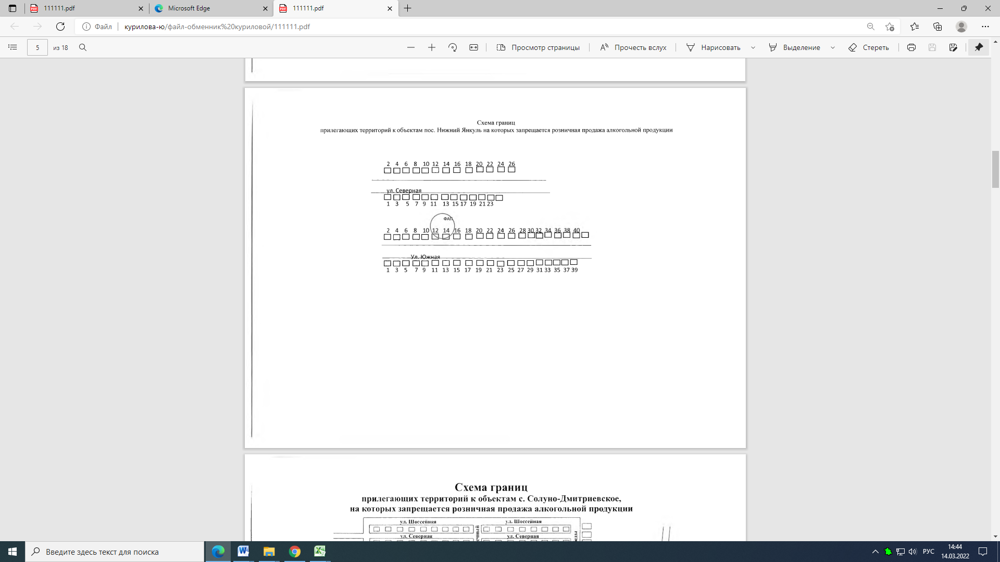 111111.pdf
Microsoft Edge
111111.pdf
Файл
курилова-ю/файл-обменник%20куриловой/111111.pdf
5 из 18
Просмотр страницы
Прочесть вслух
Нарисовать
Выделение
Стереть
Схема границ
прилегающих территорий к объектам пос. Нижний Янкуль на которых запрещается розничная продажа алкогольной продукции
2 4 6 8 10 12 14 16 18 20 22 24 26
ул. Северная
1 3 5 7 9 11 13 15 17 19 21 23
ФАП
2 4 6 8 10 12 14 16 18 20 22 24 26 28 30 32 34 36 38 40
Ул. Южная
1 3 5 7 9 11 13 15 17 19 21 23 25 27 29 31 33 35 37 39
Схема границ
прилегающих территорий к объектам с. Солуно-Дмитриевское,
на которых запрещается розничная продажа алкогольной продукции
ул. Шоссейная ул. Шоссейная
ул. Северная ул. Северная
Введите здесь текст для поиска
РУС
14:44
14.03.2022